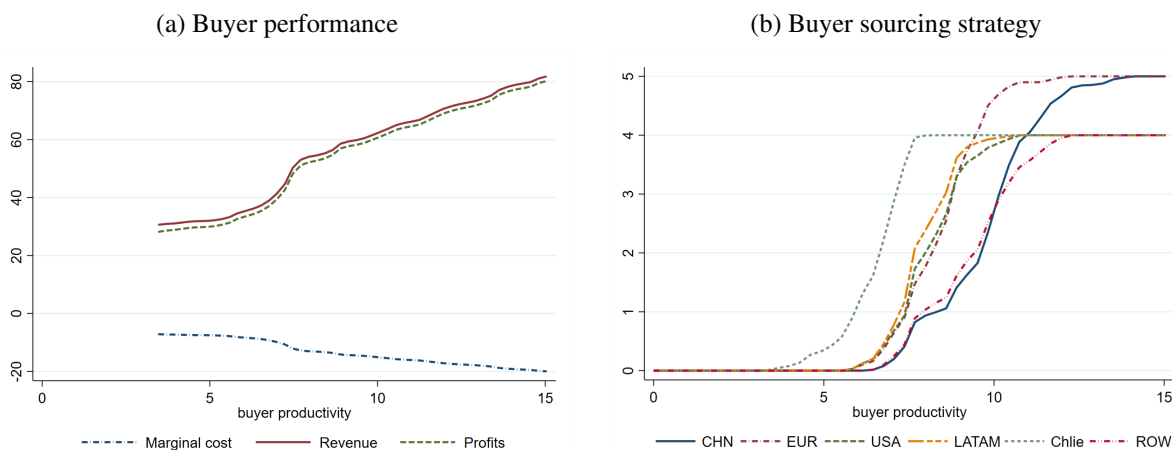 (a) Buyer performance
80
60
40
20
0
-20
0 5 10 15
buyer productivity
Marginal cost Revenue Profits
(b) Buyer sourcing strategy
5
4
3
2
1
0
0 5 10 15
buyer productivity
CHN EUR USA LATAM Chlie ROW